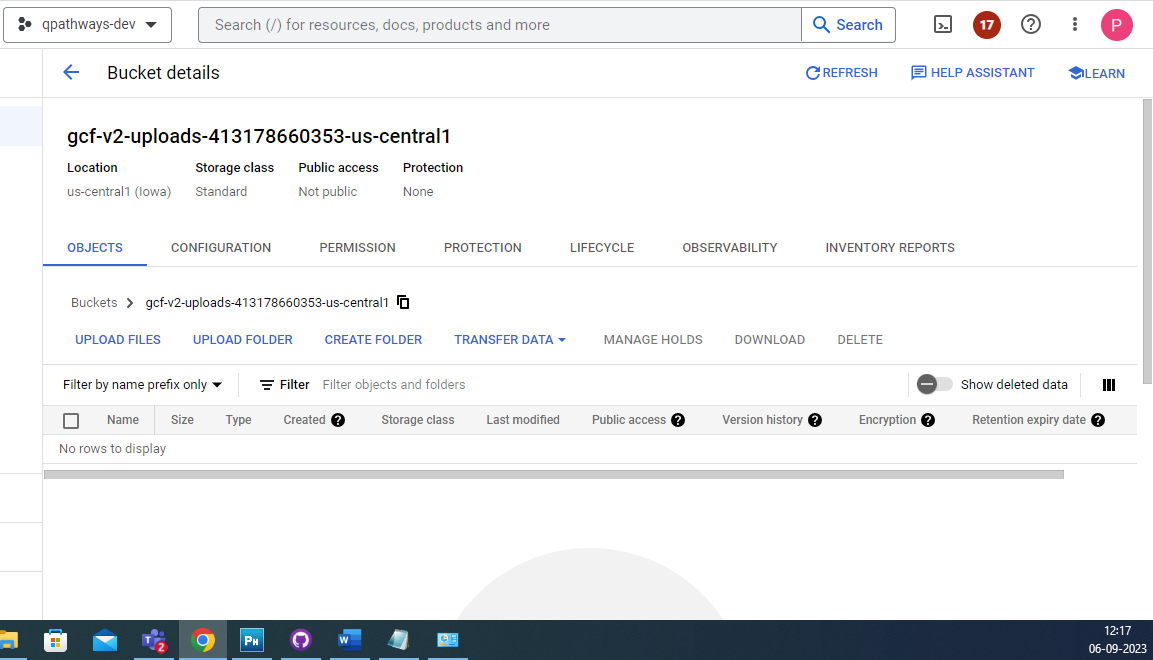 qpathways-dev Search (/) for resources, docs, products and more Search 17 P
Bucket details REFRESH HELP ASSISTANT LEARN
gcf-v2-uploads-413178660353-us-central1
Location Storage class Public access Protection
us-central1 (Iowa) Standard Not public None
OBJECTS CONFIGURATION PERMISSION PROTECTION LIFECYCLE OBSERVABILITY INVENTORY REPORTS
Buckets > gcf-v2-uploads-413178660353-us-central1
UPLOAD FILES UPLOAD FOLDER CREATE FOLDER TRANSFER DATA MANAGE HOLDS DOWNLOAD DELETE
Filter by name prefix only Filter Filter objects and folders Show deleted data
Name Size Type Created ? Storage class Last modified Public access ? Version history ? Encryption ? Retention expiry date ?
No rows to display
T 2 PH W 12:17
06-09-2023